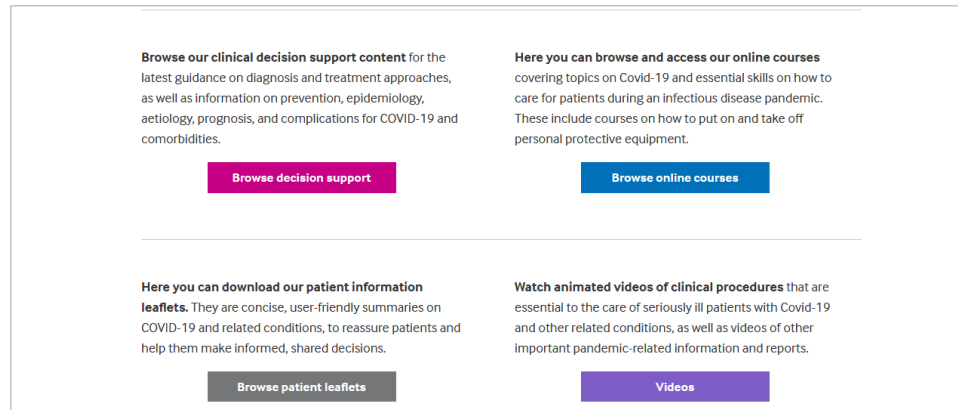 Browse our clinical decision support content for the
latest guidance on diagnosis and treatment approaches,
as well as information on prevention, epidemiology,
aetiology, prognosis, and complications for COVID-19 and
comorbidities.
Browse decision support
Here you can browse and access our online courses
covering topics on Covid-19 and essential skills on how to
care for patients during an infectious disease pandemic.
These include courses on how to put on and take off
personal protective equipment.
Browse online courses
Here you can download our patient information
leaflets. They are concise, user-friendly summaries on
COVID-19 and related conditions, to reassure patients and
help them make informed, shared decisions.
Browse patient leaflets
Watch animated videos of clinical procedures that are
essential to the care of seriously ill patients with Covid-19
and other related conditions, as well as videos of other
important pandemic-related information and reports.
Videos